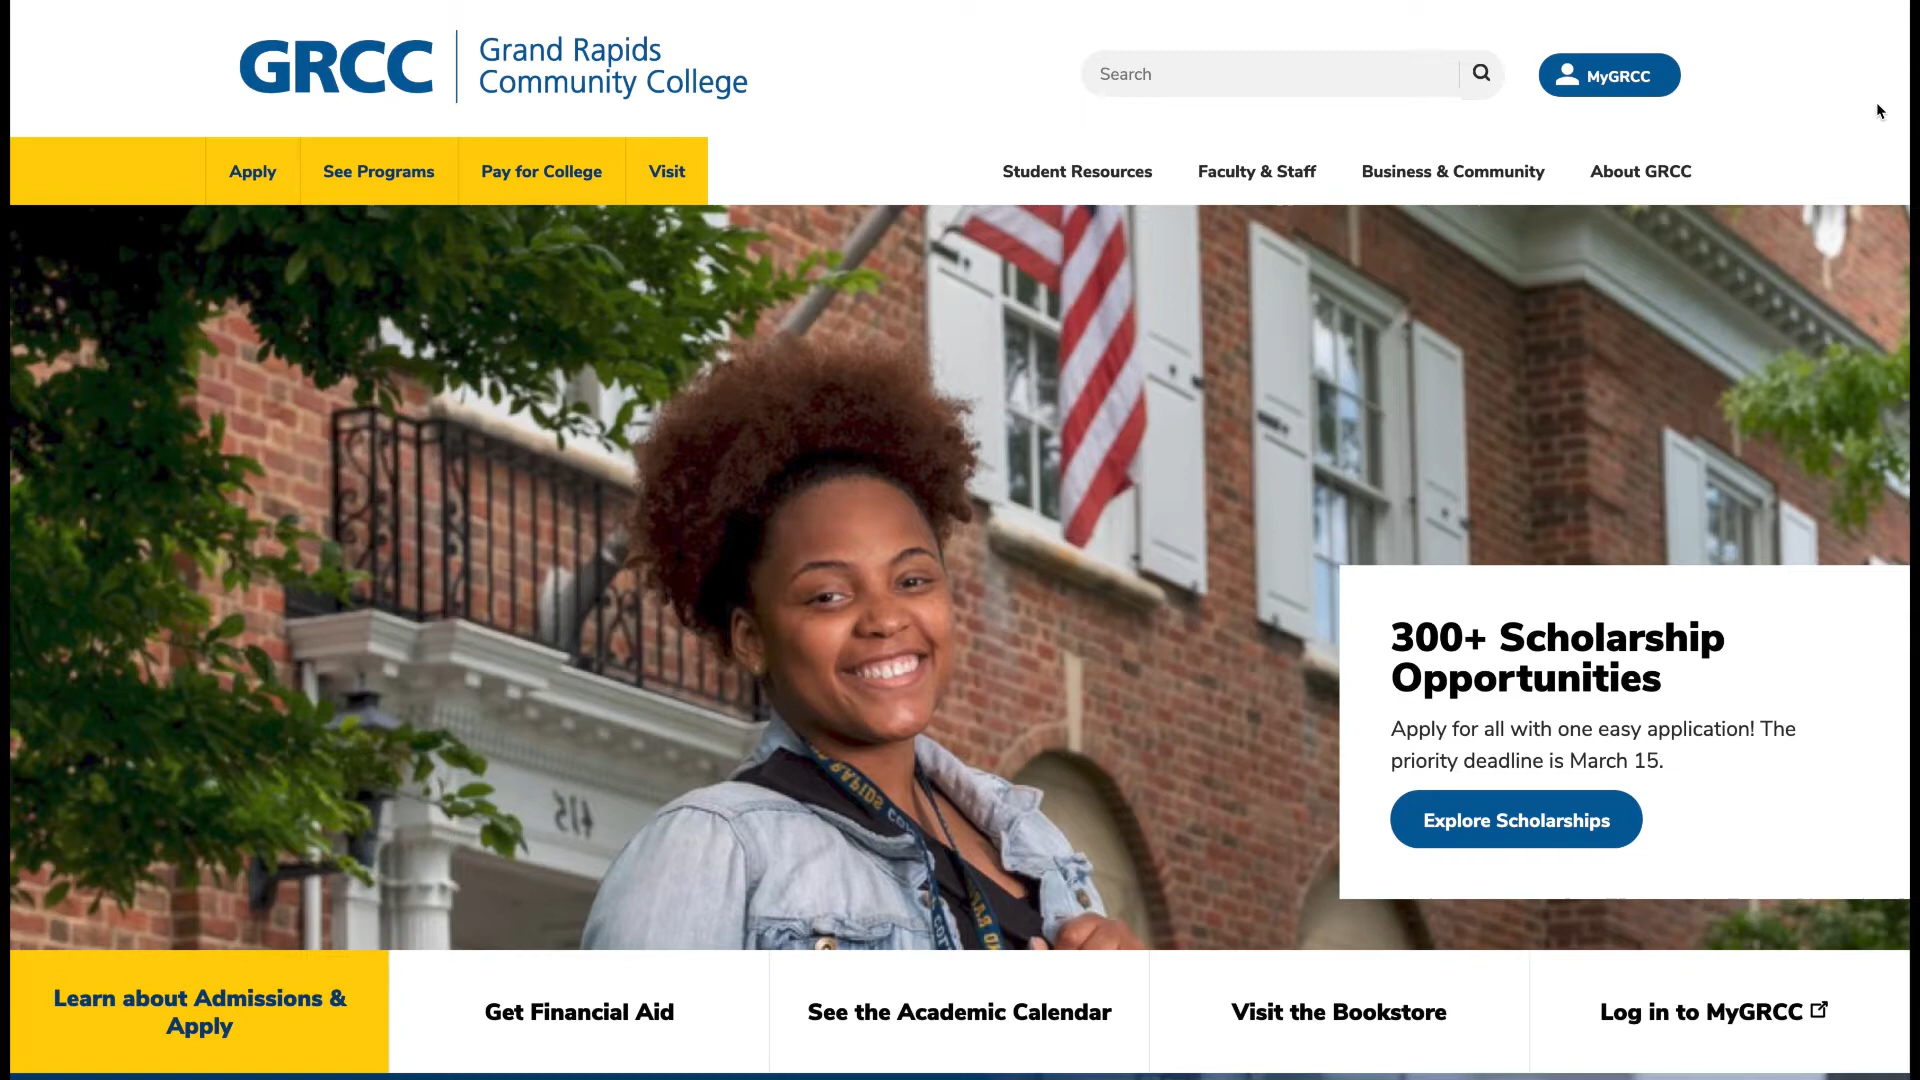 GRCC
Grand Rapids
Community College
Search
MyGRCC
Apply
See Programs
Pay for College
Visit
Student Resources
Faculty & Staff
Business & Community
About GRCC
415
RAPIDS
300+ Scholarship
Opportunities
Apply for all with one easy application! The
priority deadline is March 15.
Explore Scholarships
Learn about Admissions &
Apply
Get Financial Aid
See the Academic Calendar
Visit the Bookstore
Log in to MyGRCC